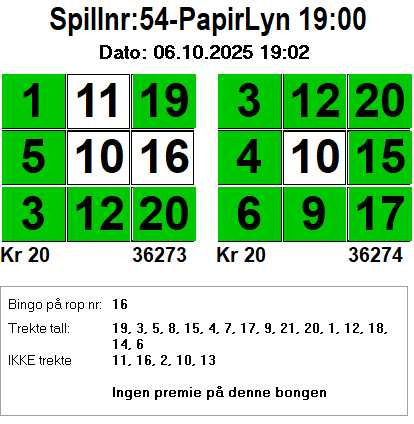 Spillnr:54-PapirLyn 19:00
Dato: 06.10.2025 19:02
1 11 19 3 12 20
5 10 16 4 10 15
3 12 20 6 9 17
Kr 20 36273 Kr 20 36274
Bingo på rop nr: 16
Trekte tall: 19, 3, 5, 8, 15, 4, 7, 17, 9, 21, 20, 1, 12, 18,
14, 6
IKKE trekte 11, 16, 2, 10, 13
Ingen premie på denne bongen